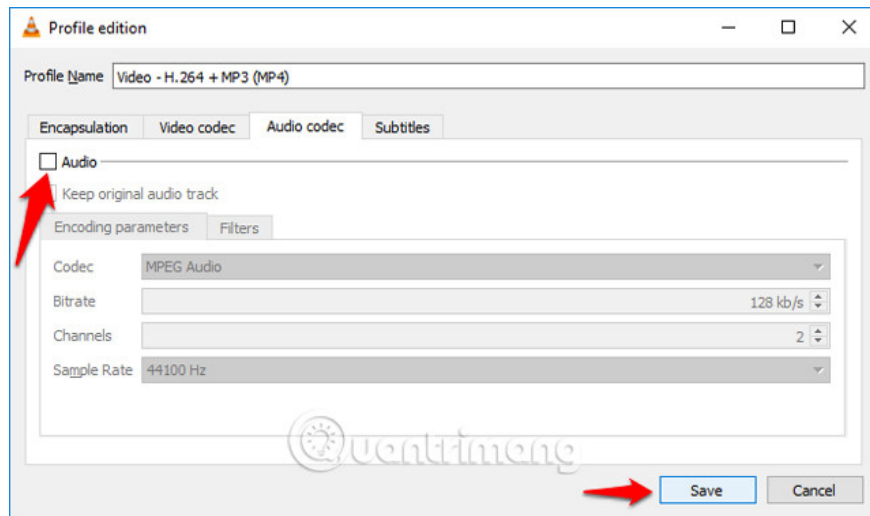 Profile edition
Profile Name Video - H.264 + MP3 (MP4)
Encapsulation Video codec Audio codec Subtitles
Audio
Keep original audio track
Encoding parameters Filters
Codec MPEG Audio
Bitrate 128 kb/s
Channels 2
Sample Rate 44100 Hz
Quantrimang
Save Cancel